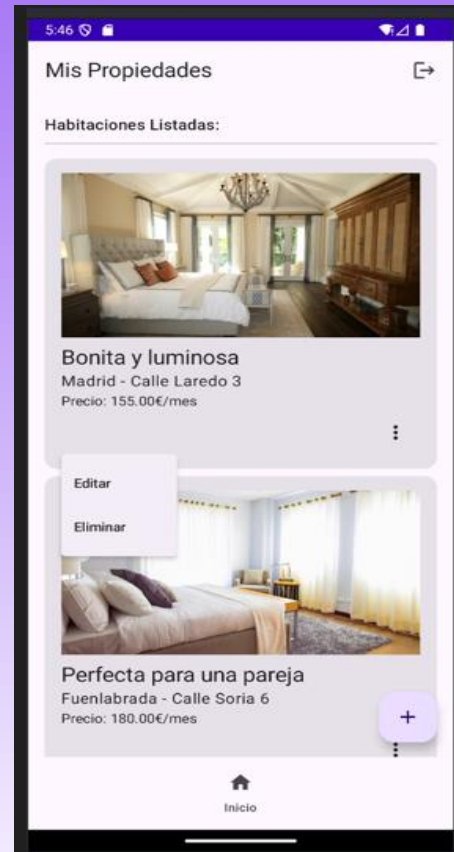 5:46
Mis Propiedades
Habitaciones Listadas:
Bonita y luminosa
Madrid - Calle Laredo 3
Precio: 155.00€/mes
Editar
Eliminar
Perfecta para una pareja
Fuenlabrada - Calle Soria 6
Precio: 180.00€/mes
+
Inicio